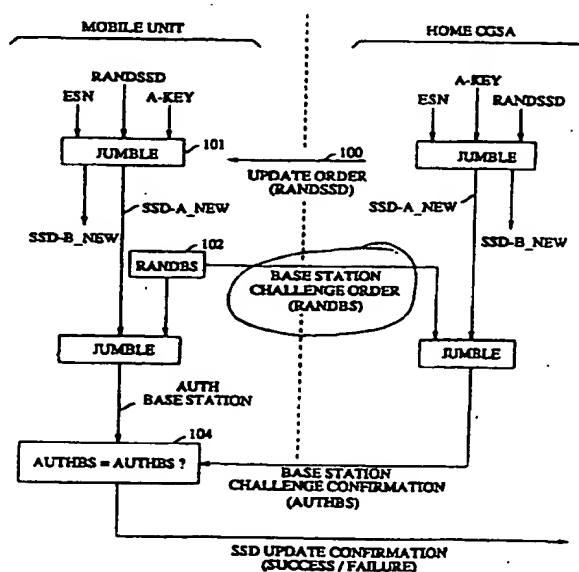 MOBILE UNIT
HOME CGSA
RANDSSD
ESN
A-KEY
A-KEY
ESN
RANDSSD
JUMBLE
101
100
JUMBLE
UPDATE ORDER
(RANDSSD)
SSD-A_NEW
SSD-A_NEW
SSD-B_NEW
102
SSD-B_NEW
RANDBS
BASE STATION
CHALLENGE ORDER
(RANDBS)
JUMBLE
JUMBLE
AUTH
BASE STATION
104
AUTHBS = AUTHBS ?
BASE STATION
CHALLENGE CONFIRMATION
(AUTHBS)
SSD UPDATE CONFIRMATION
(SUCCESS / FAILURE)